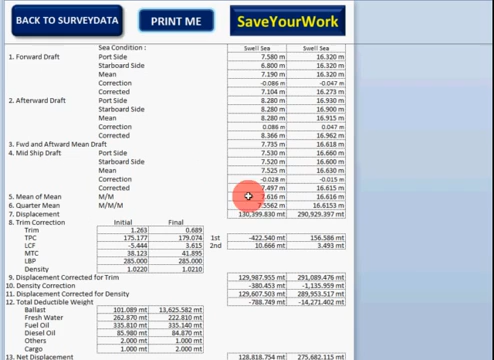 BACK TO SURVEYDATA PRINT ME SaveYourWork
Sea Condition : Swell Sea Swell Sea
1. Forward Draft Port Side 7.580 m 16.320 m
Starboard Side 6.800 m 16.320 m
Mean 7.190 m 16.320 m
Correction -0.086 m -0.047 m
Corrected 7.104 m 16.273 m
2. Afterward Draft Port Side 8.280 m 16.930 m
Starboard Side 8.280 m 16.900 m
Mean 8.280 m 16.915 m
Correction 0.086 m 0.047 m
Corrected 8.366 m 16.962 m
3. Fwd and Aftward Mean Draft 7.735 m 16.618 m
4. Mid Ship Draft Port Side 7.530 m 16.660 m
Starboard Side 7.520 m 16.600 m
Mean 7.525 m 16.630 m
Correction -0.028 m -0.015 m
Corrected 7.497 m 16.615 m
5. Mean of Mean M/M 7.616 m 16.616 m
6. Quarter Mean M/M/M 7.5562 m 16.6153 m
7. Displacement 130,399.830 mt 290,929.397 mt
8. Trim Correction Initial Final
Trim 1.263 0.689
TPC 175.177 179.074 1st -422.540 mt 156.586 mt
LCF -5.444 3.615 2nd 10.666 mt 3.493 mt
MTC 38.123 41.895
LBP 285.000 285.000
Density 1.0220 1.0210
9. Displacement Corrected for Trim 129,987.955 mt 291,089.476 mt
10. Density Correction -380.453 mt -1,135.959 mt
11. Displacement Corrected for Density 129,607.503 mt 289,953.517 mt
12. Total Deductible Weight -788.749 mt -14,271.402 mt
Ballast 101.089 mt 13,625.582 mt
Fresh Water 262.870 mt 222.810 mt
Fuel Oil 335.810 mt 335.140 mt
Diesel Oil 85.980 mt 84.870 mt
Others 2.000 mt 1.000 mt
Cargo 1.000 mt 2.000 mt
13. Net Displacement 128,818.754 mt 275,682.115 mt